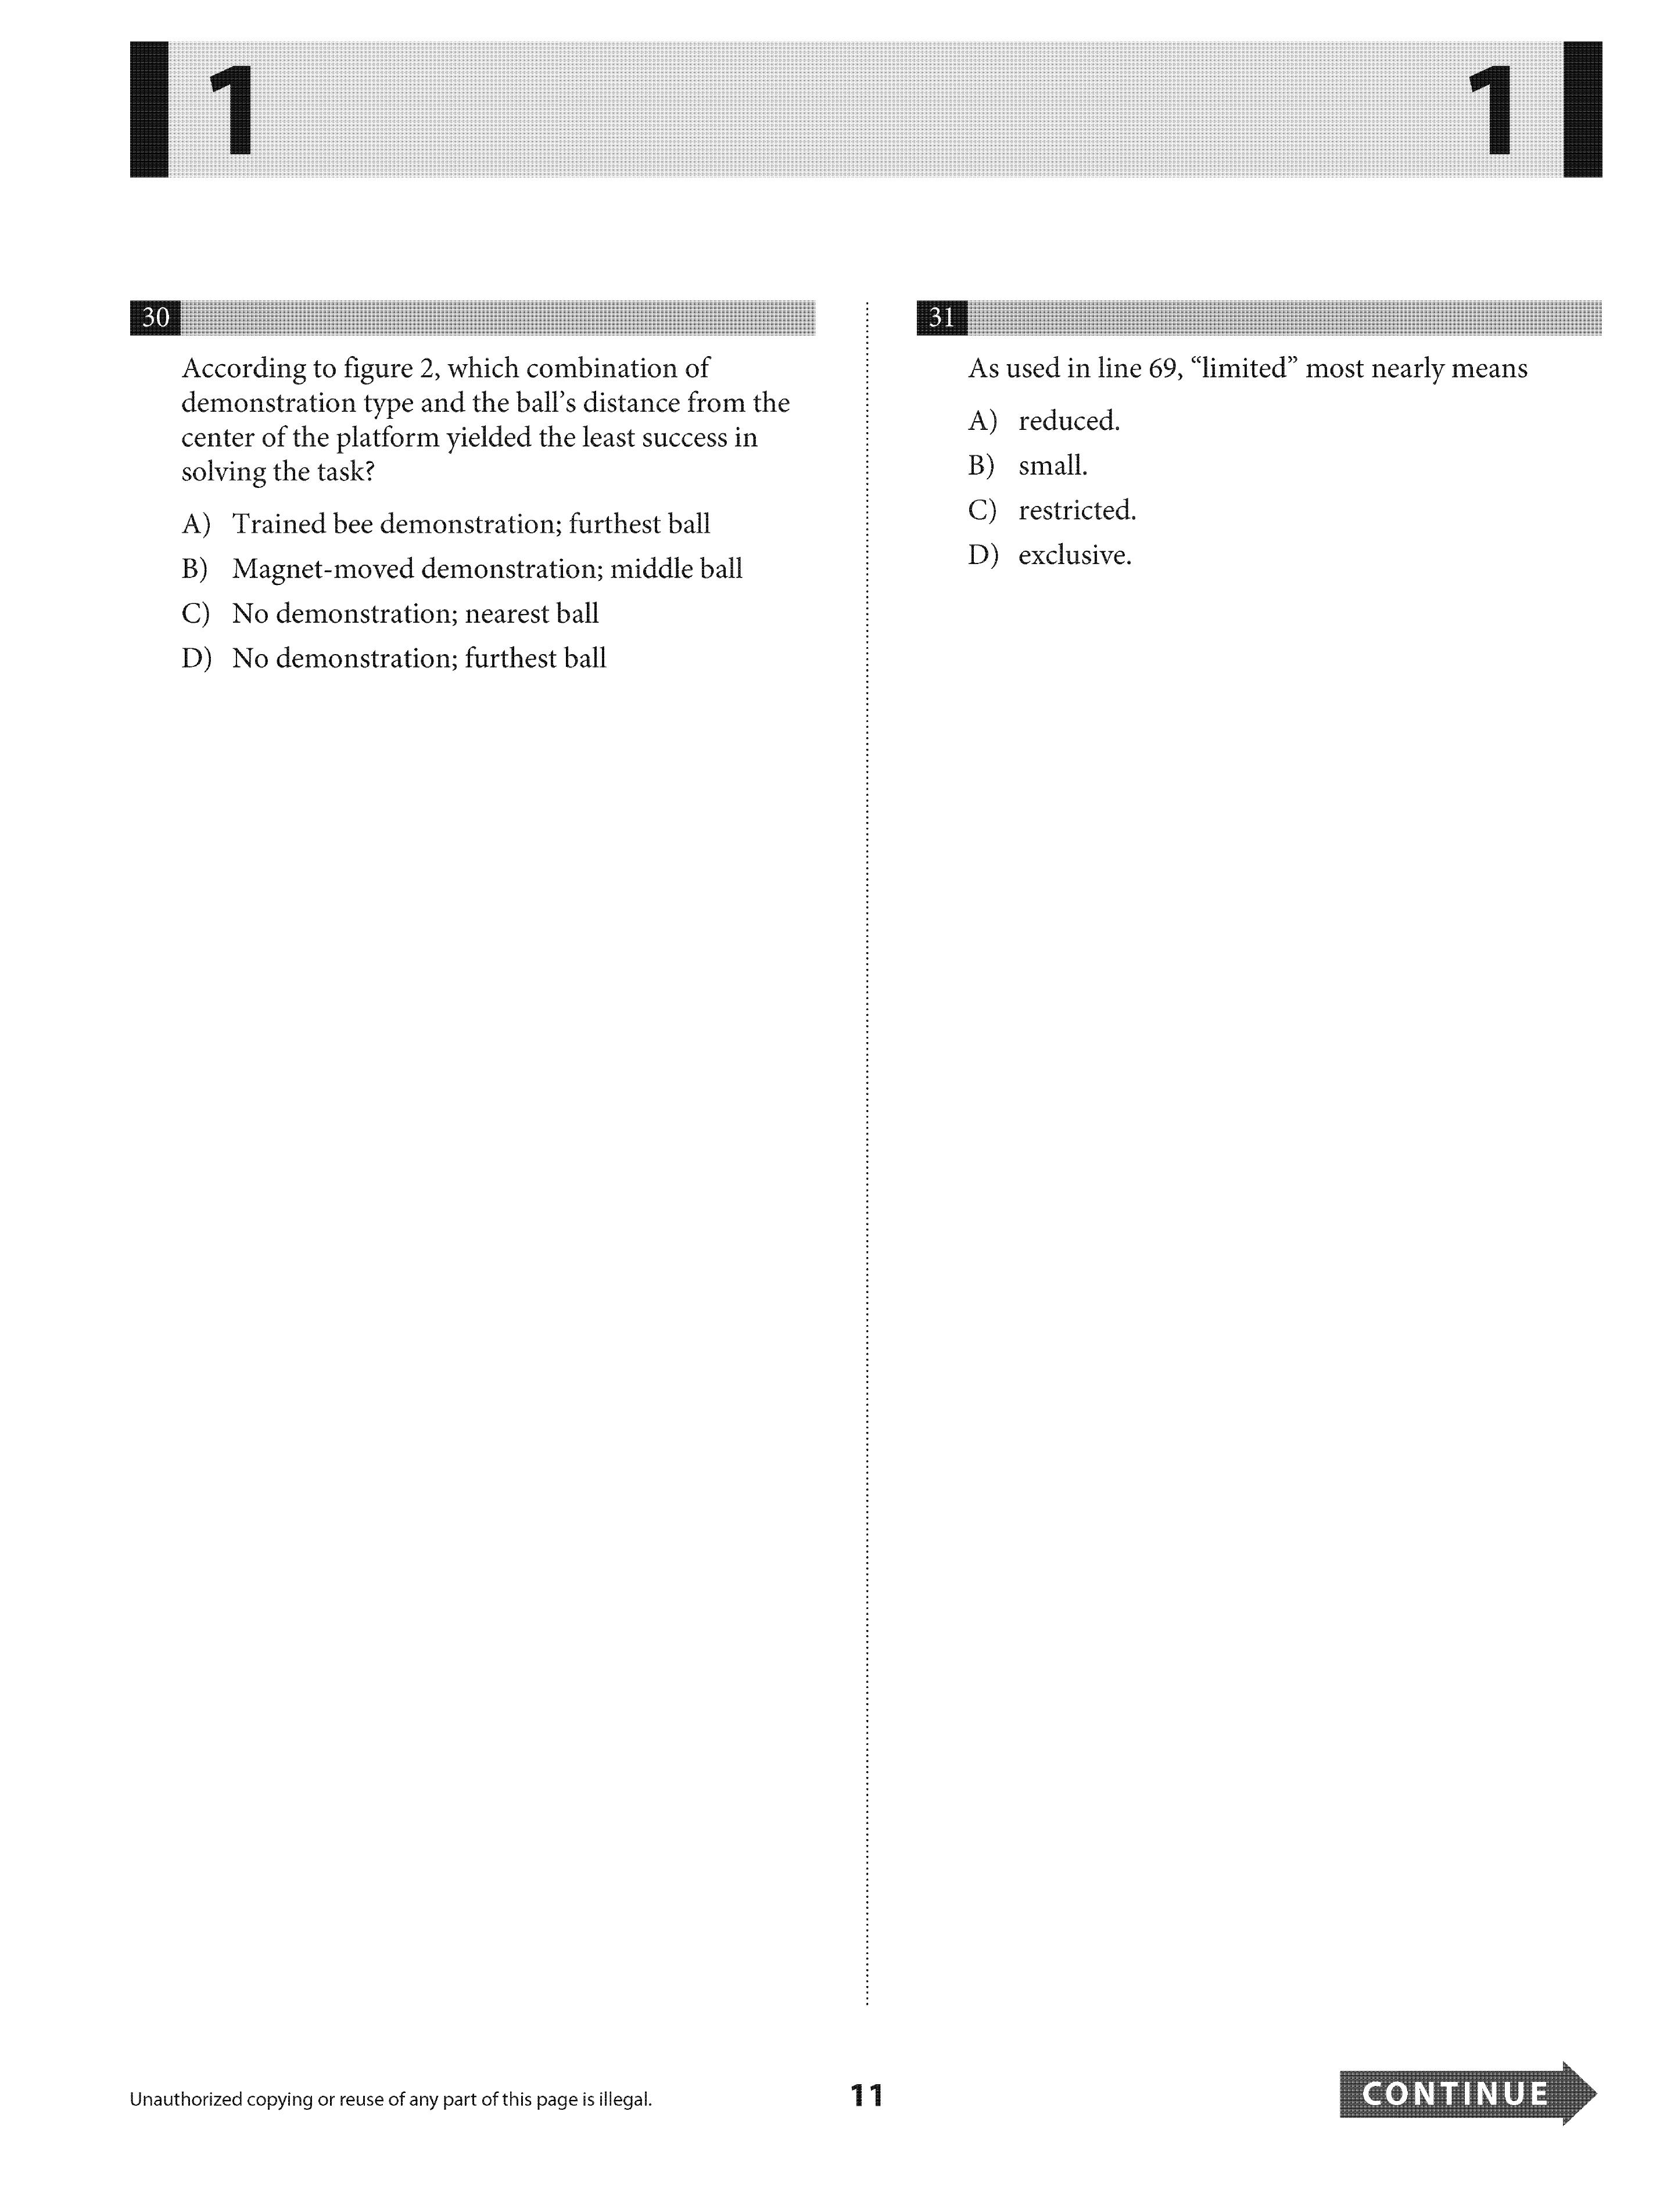 1
1
30
According to figure 2, which combination of
demonstration type and the ball’s distance from the
center of the platform yielded the least success in
solving the task?
A) Trained bee demonstration; furthest ball
B) Magnet-moved demonstration; middle ball
C) No demonstration; nearest ball
D) No demonstration; furthest ball
31
As used in line 69, “limited” most nearly means
A) reduced.
B) small.
C) restricted.
D) exclusive.
Unauthorized copying or reuse of any part of this page is illegal.
11
CONTINUE